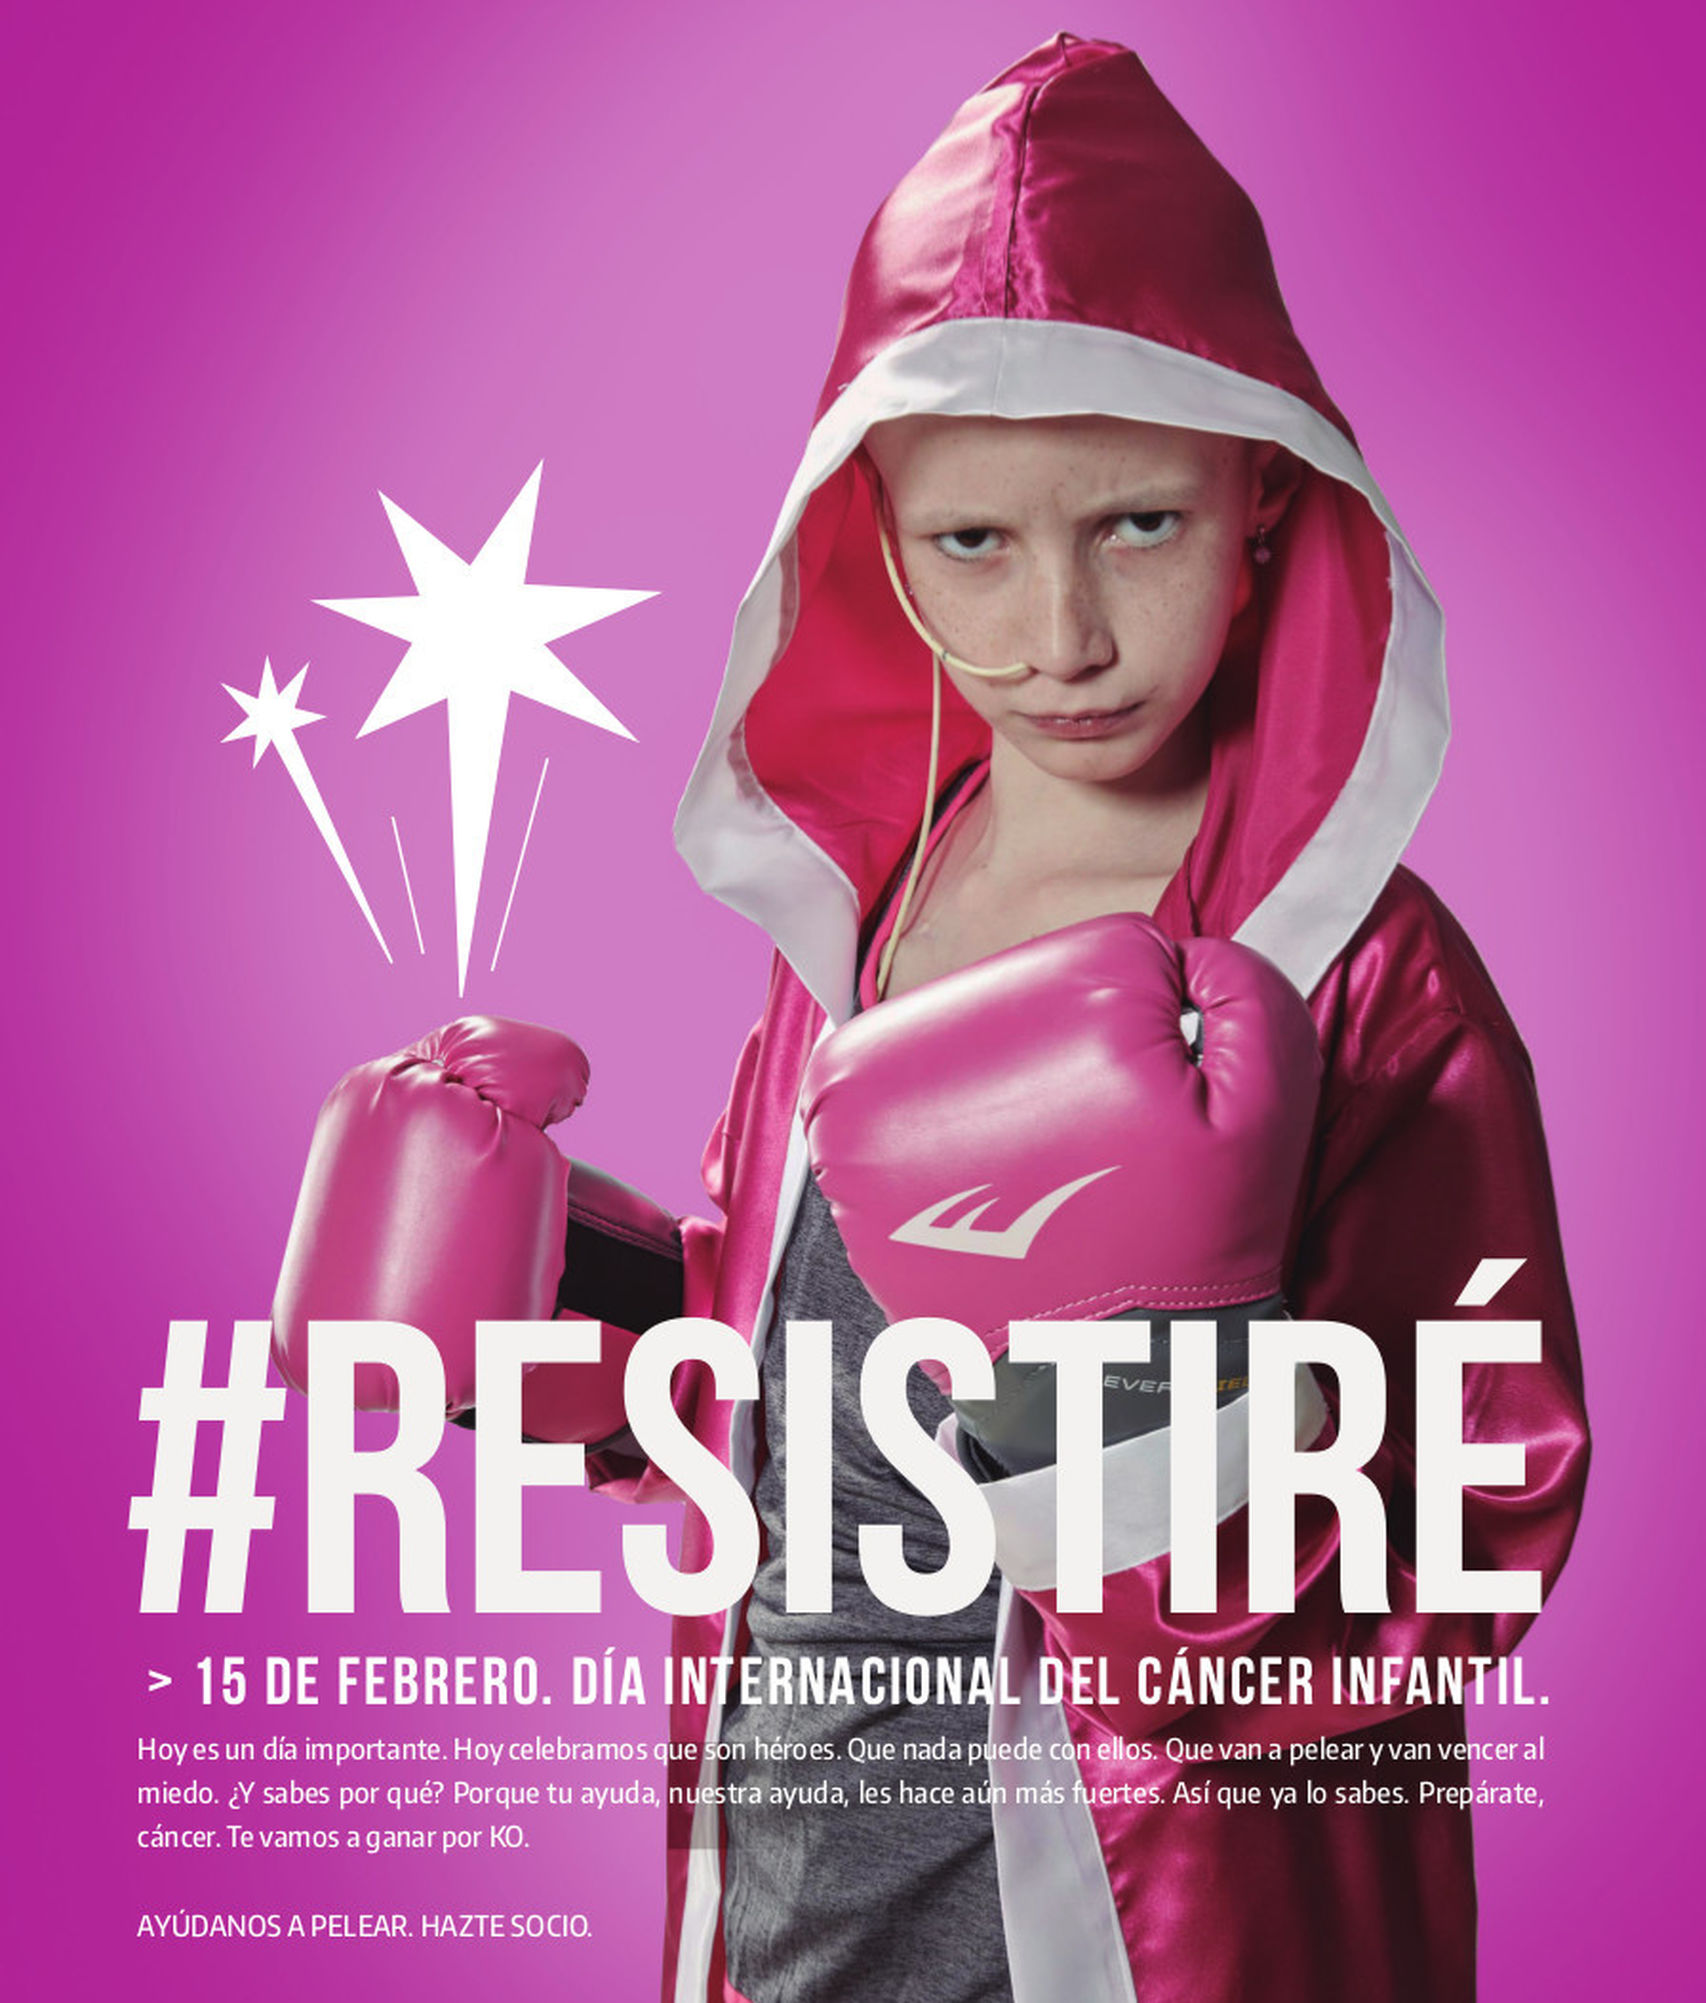 #RESISTIRÉ
> 15 DE FEBRERO. DÍA INTERNACIONAL DEL CÁNCER INFANTIL.
Hoy es un día importante. Hoy celebramos que son héroes. Que nada puede con ellos. Que van a pelear y van vencer al
miedo. ¿Y sabes por qué? Porque tu ayuda, nuestra ayuda, les hace aún más fuertes. Así que ya lo sabes. Prepárate,
cáncer. Te vamos a ganar por KO.
AYÚDANOS A PELEAR. HAZTE SOCIO.